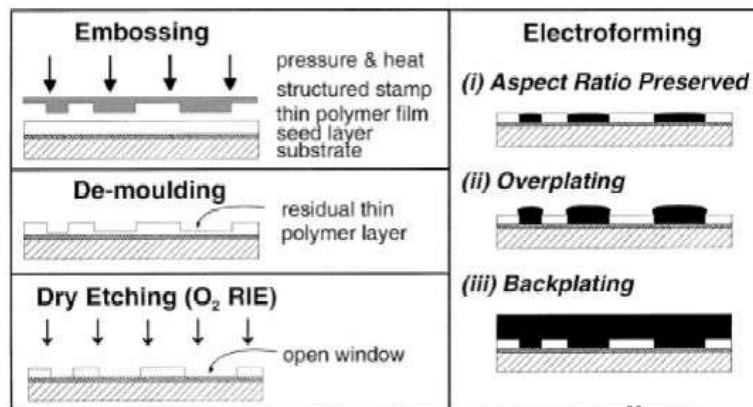 Embossing
pressure & heat
structured stamp
thin polymer film
seed layer
substrate
De-moulding
residual thin
polymer layer
Dry Etching (O₂ RIE)
open window
Electroforming
(i) Aspect Ratio Preserved
(ii) Overplating
(iii) Backplating